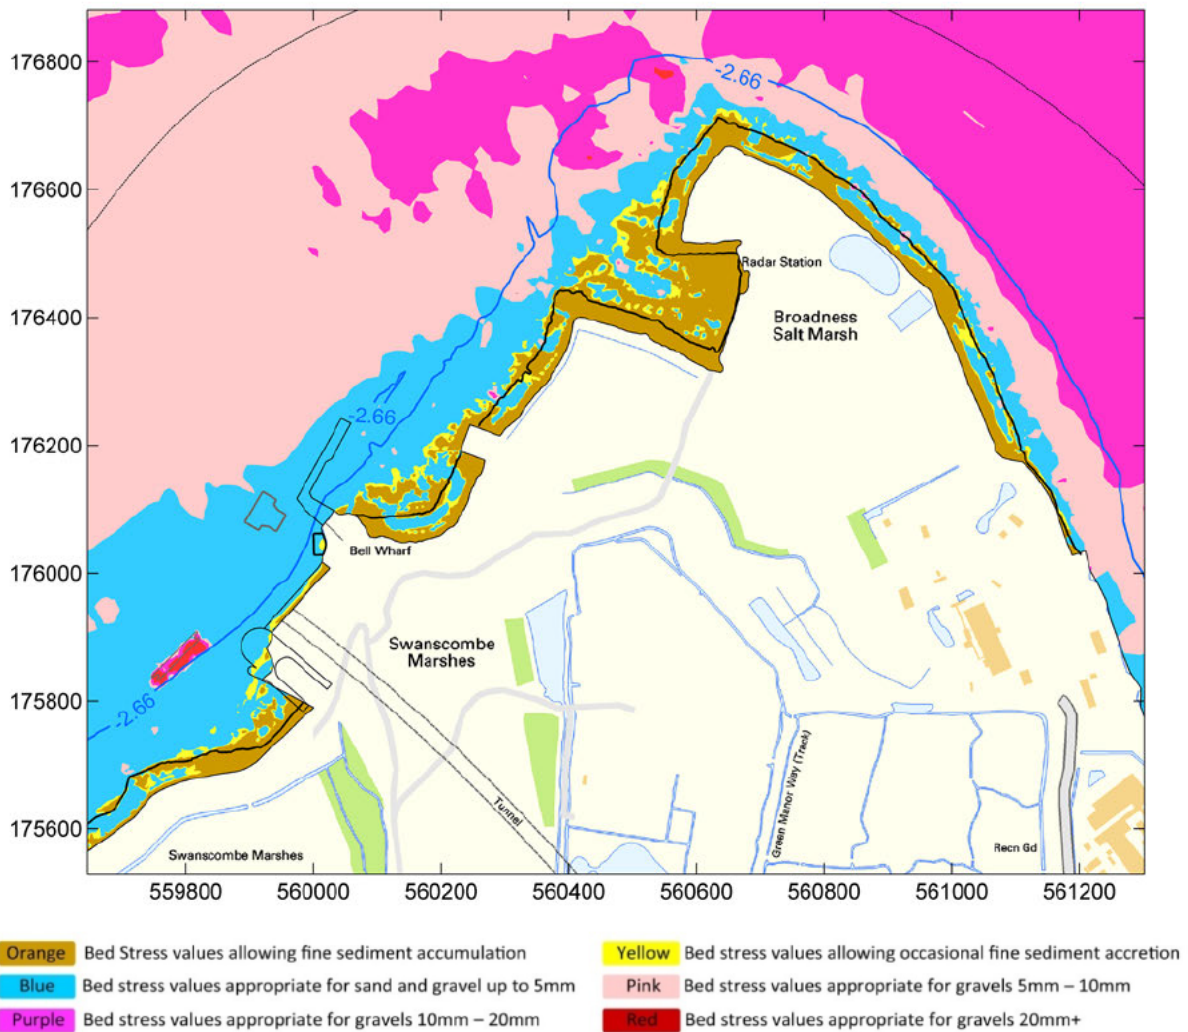 176800
-2.66
176600
Radar Station
Broadness
Salt Marsh
176400
-2.66
176200
Bell Wharf
176000
Swanscombe
Marshes
175800
-2.66
Green Manor Way (Track)
Tunnel
175600
Swanscombe Marshes
Recn Gd
559800 560000 560200 560400 560600 560800 561000 561200
Orange Bed Stress values allowing fine sediment accumulation
Yellow Bed stress values allowing occasional fine sediment accretion
Blue Bed stress values appropriate for sand and gravel up to 5mm
Pink Bed stress values appropriate for gravels 5mm – 10mm
Purple Bed stress values appropriate for gravels 10mm – 20mm
Red Bed stress values appropriate for gravels 20mm+